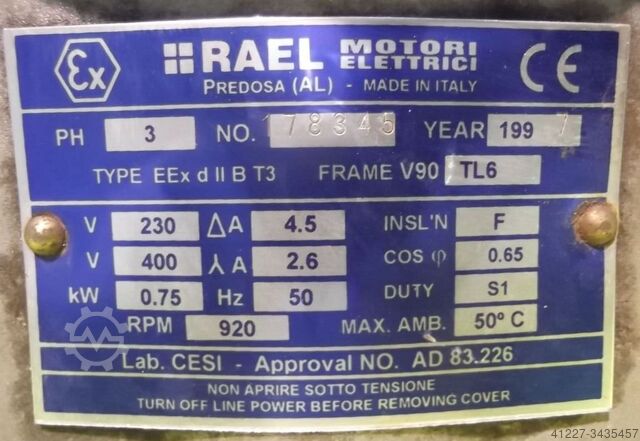 Ex RAEL MOTORI ELETTRICI CE
PREDOSA (AL) - MADE IN ITALY
PH 3 NO. 178345 YEAR 1997
TYPE EEx d II B T3 FRAME V90 TL6
V 230 Δ A 4.5 INSL'N F
V 400 ⅄ A 2.6 COS φ 0.65
kW 0.75 Hz 50 DUTY S1
RPM 920 MAX. AMB. 50º C
Lab. CESI - Approval NO. AD 83.226
NON APRIRE SOTTO TENSIONE
TURN OFF LINE POWER BEFORE REMOVING COVER
41227-3435457